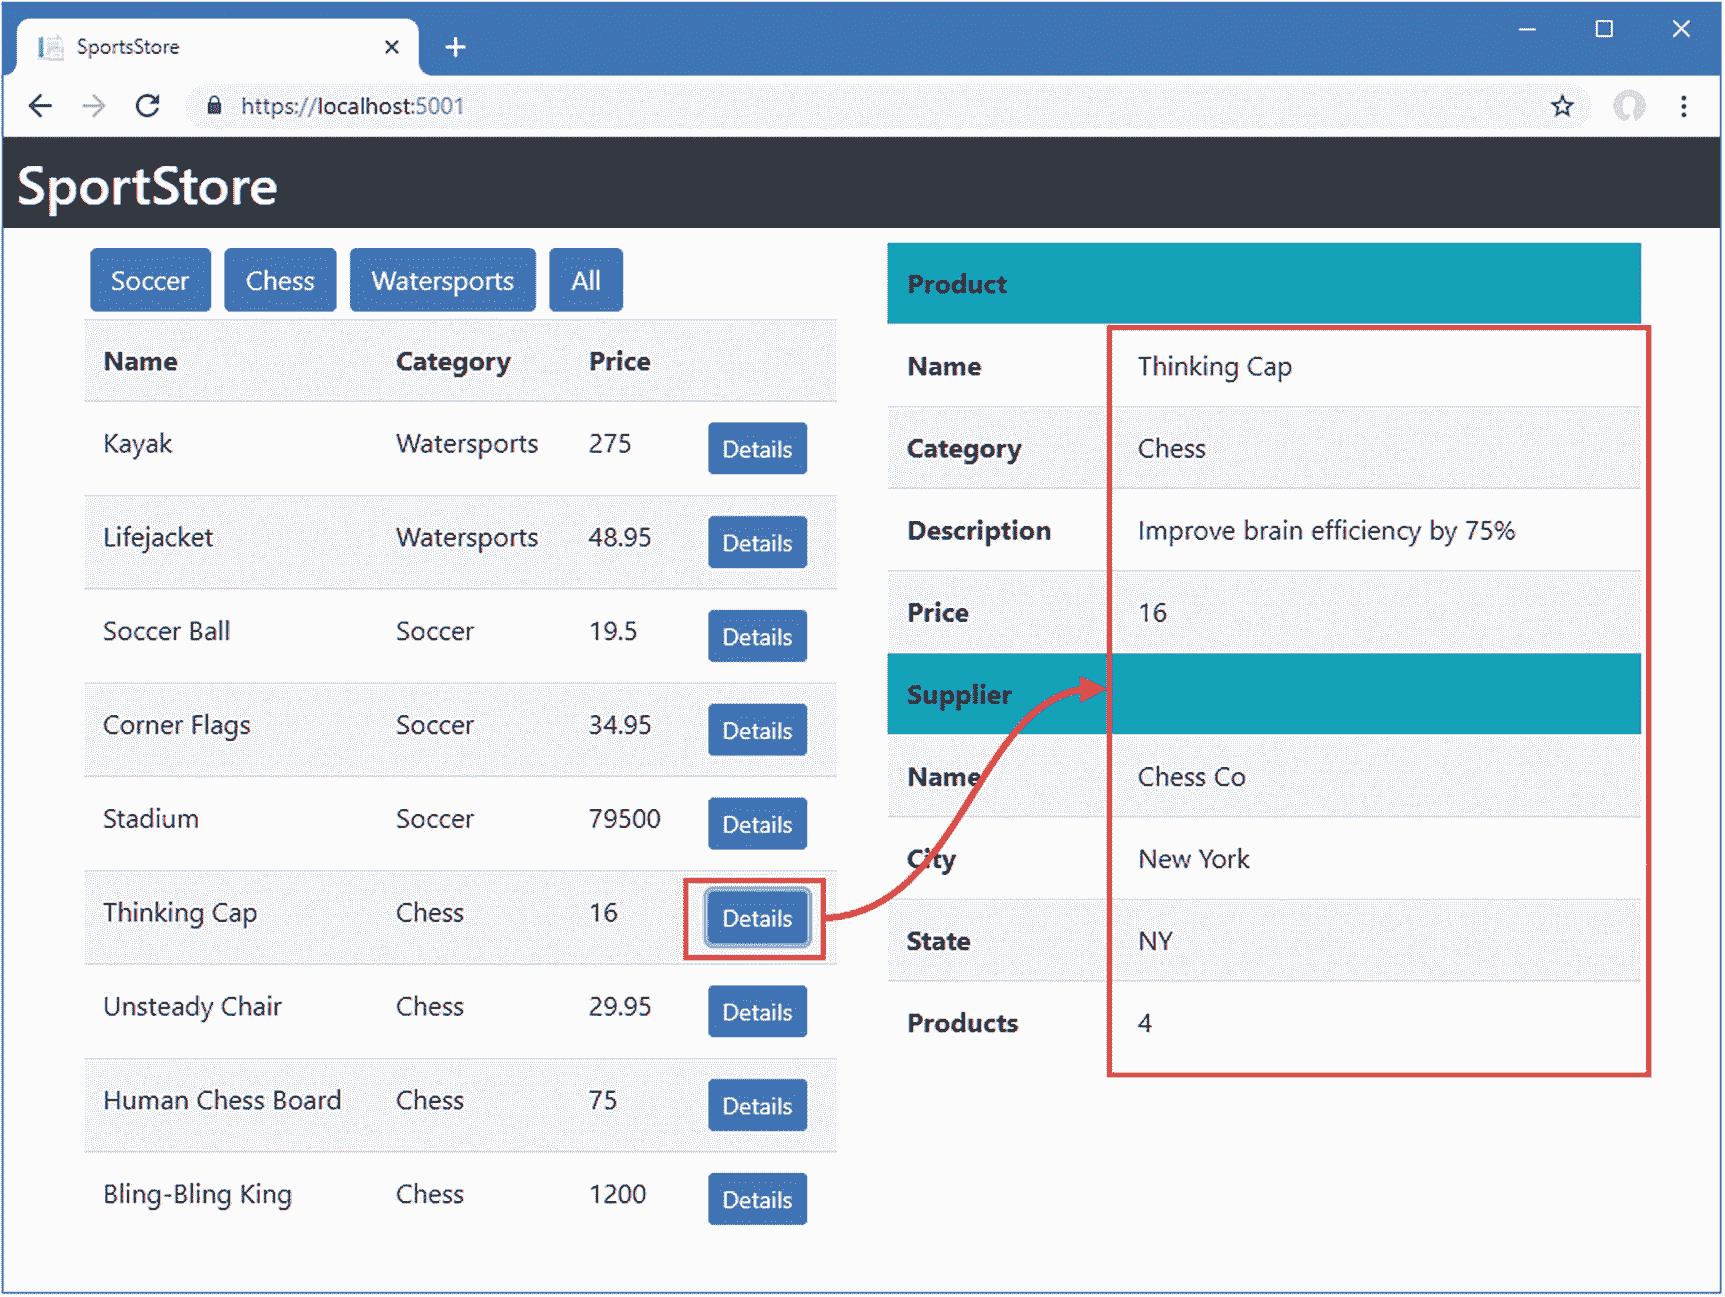 SportsStore
https://localhost:5001
SportStore
Soccer Chess Watersports All
Name Category Price
Kayak Watersports 275 Details
Lifejacket Watersports 48.95 Details
Soccer Ball Soccer 19.5 Details
Corner Flags Soccer 34.95 Details
Stadium Soccer 79500 Details
Thinking Cap Chess 16 Details
Unsteady Chair Chess 29.95 Details
Human Chess Board Chess 75 Details
Bling-Bling King Chess 1200 Details
Product
Name Thinking Cap
Category Chess
Description Improve brain efficiency by 75%
Price 16
Supplier
Name Chess Co
City New York
State NY
Products 4